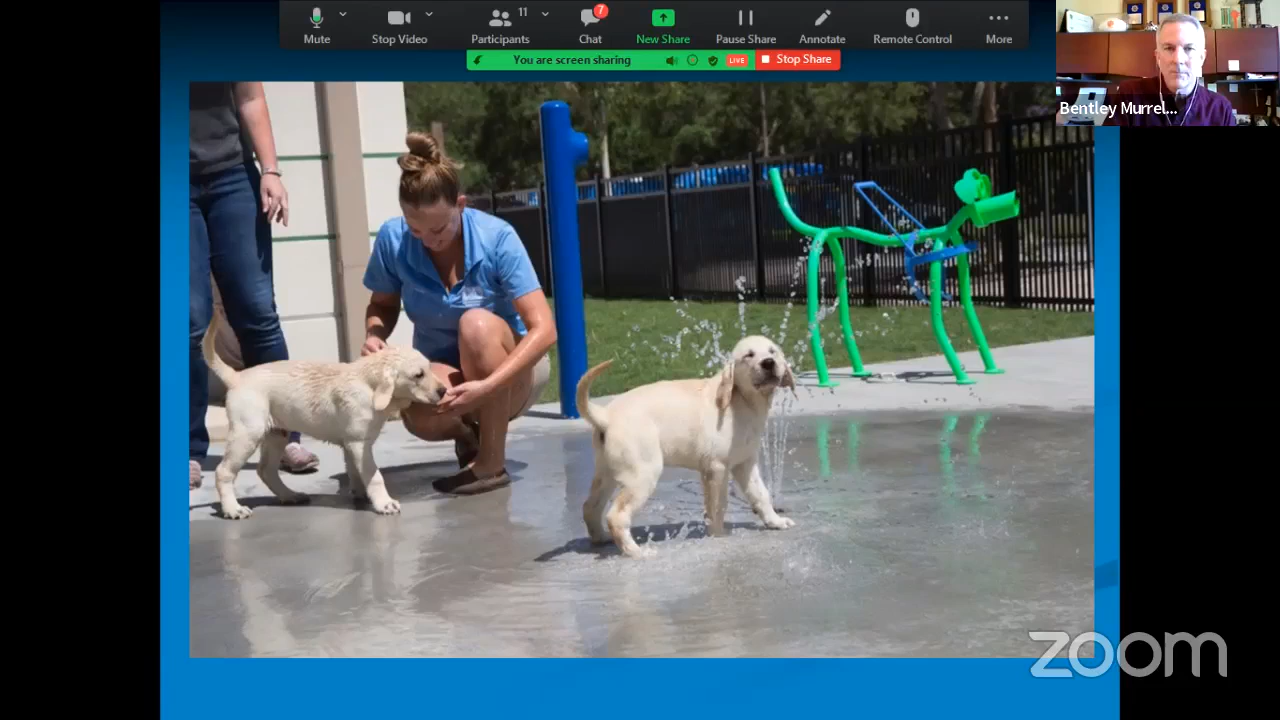 11
7
Mute
Stop Video
Participants
Chat
New Share
Pause Share
Annotate
Remote Control
More
You are screen sharing
LIVE
Stop Share
Bentley Murrel...
zoom